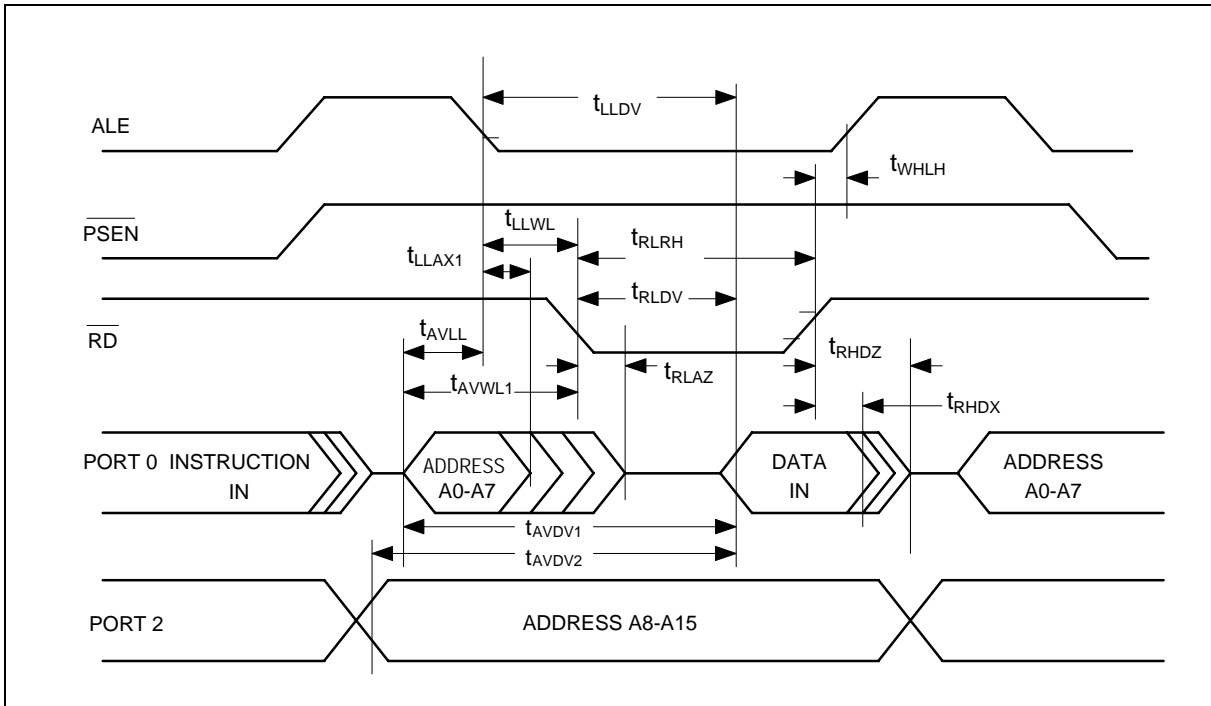 ALE
tLLDV
tWHLH
PSEN
tLLWL
tRLRH
tLLAX1
tRLDV
RD
tAVLL
tRLAZ
tRHDZ
tAVWL1
tRHDX
PORT 0 INSTRUCTION
IN
ADDRESS
A0-A7
DATA
IN
ADDRESS
A0-A7
tAVDV1
tAVDV2
PORT 2
ADDRESS A8-A15